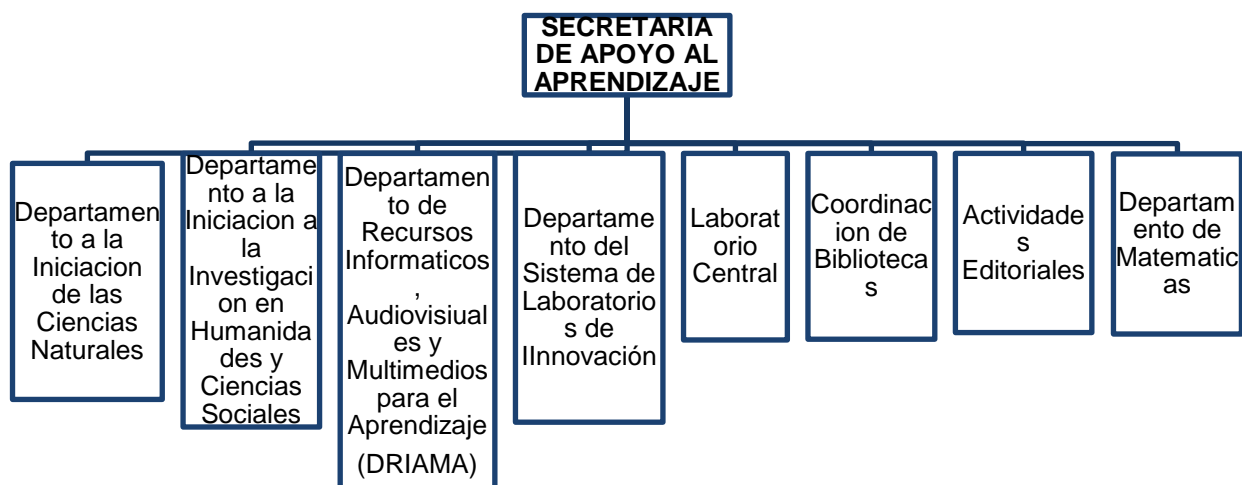 SECRETARIA
DE APOYO AL
APRENDIZAJE
Departamen
to a la
Iniciacion
de las
Ciencias
Naturales
Departame
nto a la
Iniciacion a
la
Investigaci
on en
Humanida
des y
Ciencias
Sociales
Departamen
to de
Recursos
Informaticos
,
Audiovisiual
es y
Multimedios
para el
Aprendizaje
(DRIAMA)
Departame
nto del
Sistema de
Laboratorio
s de
IInnovación
Laborat
orio
Central
Coordinac
ion de
Biblioteca
s
Actividade
s
Editoriales
Departam
ento de
Matematic
as